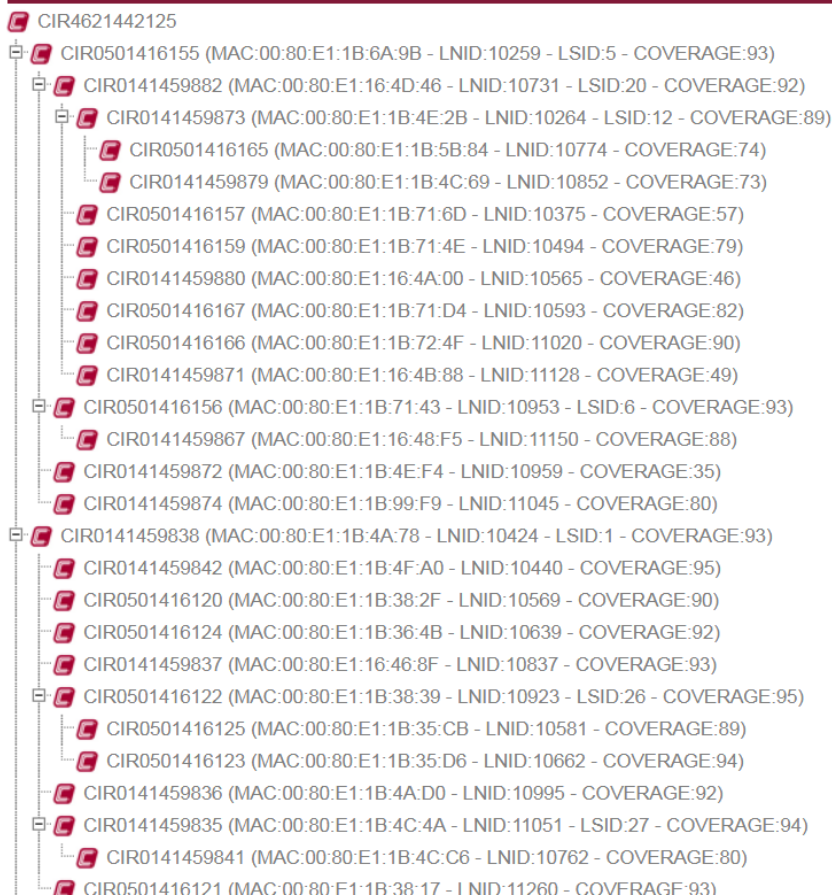 CIR4621442125
CIR0501416155 (MAC:00:80:E1:1B:6A:9B - LNID:10259 - LSID:5 - COVERAGE:93)
CIR0141459882 (MAC:00:80:E1:16:4D:46 - LNID:10731 - LSID:20 - COVERAGE:92)
CIR0141459873 (MAC:00:80:E1:1B:4E:2B - LNID:10264 - LSID:12 - COVERAGE:89)
CIR0501416165 (MAC:00:80:E1:1B:5B:84 - LNID:10774 - COVERAGE:74)
CIR0141459879 (MAC:00:80:E1:1B:4C:69 - LNID:10852 - COVERAGE:73)
CIR0501416157 (MAC:00:80:E1:1B:71:6D - LNID:10375 - COVERAGE:57)
CIR0501416159 (MAC:00:80:E1:1B:71:4E - LNID:10494 - COVERAGE:79)
CIR0141459880 (MAC:00:80:E1:16:4A:00 - LNID:10565 - COVERAGE:46)
CIR0501416167 (MAC:00:80:E1:1B:71:D4 - LNID:10593 - COVERAGE:82)
CIR0501416166 (MAC:00:80:E1:1B:72:4F - LNID:11020 - COVERAGE:90)
CIR0141459871 (MAC:00:80:E1:16:4B:88 - LNID:11128 - COVERAGE:49)
CIR0501416156 (MAC:00:80:E1:1B:71:43 - LNID:10953 - LSID:6 - COVERAGE:93)
CIR0141459867 (MAC:00:80:E1:16:48:F5 - LNID:11150 - COVERAGE:88)
CIR0141459872 (MAC:00:80:E1:1B:4E:F4 - LNID:10959 - COVERAGE:35)
CIR0141459874 (MAC:00:80:E1:1B:99:F9 - LNID:11045 - COVERAGE:80)
CIR0141459838 (MAC:00:80:E1:1B:4A:78 - LNID:10424 - LSID:1 - COVERAGE:93)
CIR0141459842 (MAC:00:80:E1:1B:4F:A0 - LNID:10440 - COVERAGE:95)
CIR0501416120 (MAC:00:80:E1:1B:38:2F - LNID:10569 - COVERAGE:90)
CIR0501416124 (MAC:00:80:E1:1B:36:4B - LNID:10639 - COVERAGE:92)
CIR0141459837 (MAC:00:80:E1:16:46:8F - LNID:10837 - COVERAGE:93)
CIR0501416122 (MAC:00:80:E1:1B:38:39 - LNID:10923 - LSID:26 - COVERAGE:95)
CIR0501416125 (MAC:00:80:E1:1B:35:CB - LNID:10581 - COVERAGE:89)
CIR0501416123 (MAC:00:80:E1:1B:35:D6 - LNID:10662 - COVERAGE:94)
CIR0141459836 (MAC:00:80:E1:1B:4A:D0 - LNID:10995 - COVERAGE:92)
CIR0141459835 (MAC:00:80:E1:1B:4C:4A - LNID:11051 - LSID:27 - COVERAGE:94)
CIR0141459841 (MAC:00:80:E1:1B:4C:C6 - LNID:10762 - COVERAGE:80)
CIR0501416121 (MAC:00:80:E1:1B:38:17 - LNID:11260 - COVERAGE:93)